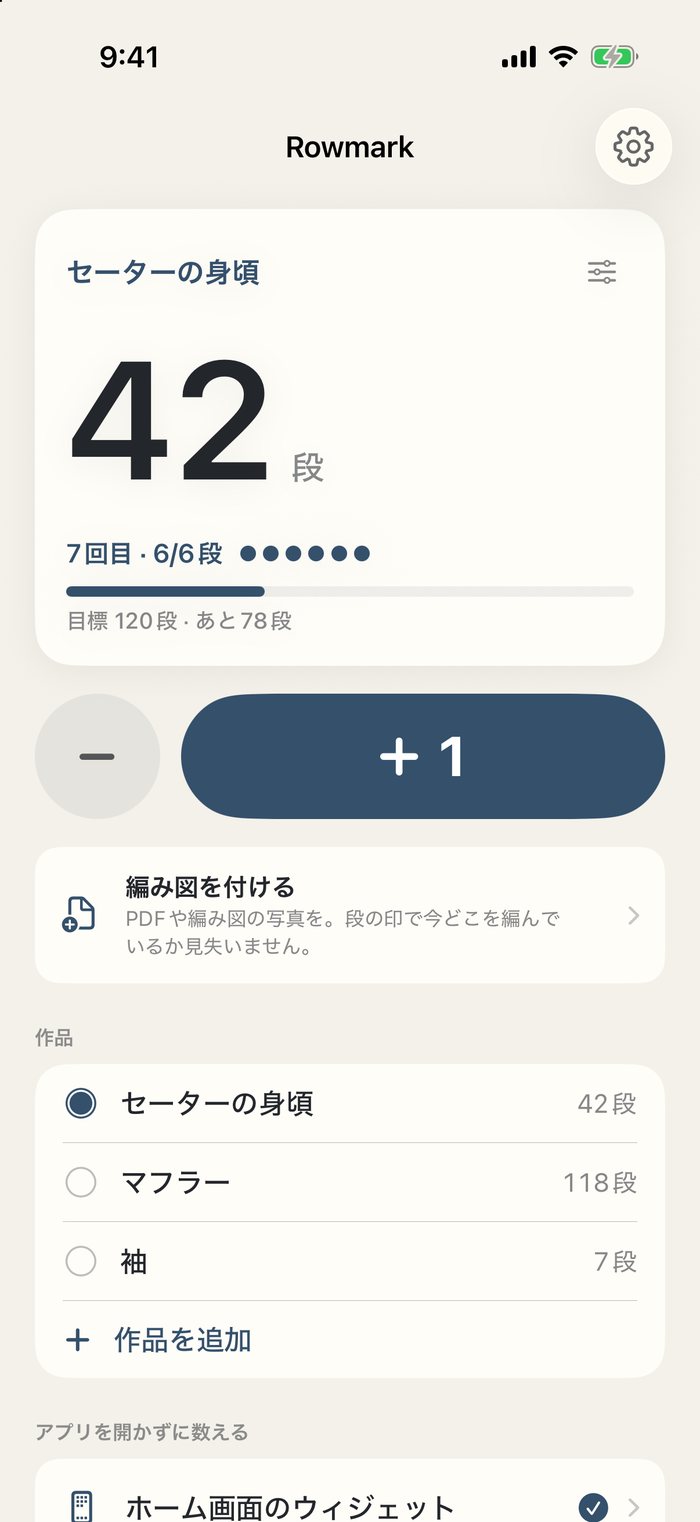 9:41
Rowmark
セーターの身頃
42 段
7回目 · 6/6段
目標 120段 · あと78段
+ 1
編み図を付ける
PDFや編み図の写真を。段の印で今どこを編んで
いるか見失いません。
作品
セーターの身頃 42段
マフラー 118段
袖 7段
+ 作品を追加
アプリを開かずに数える
ホーム画面のウィジェット